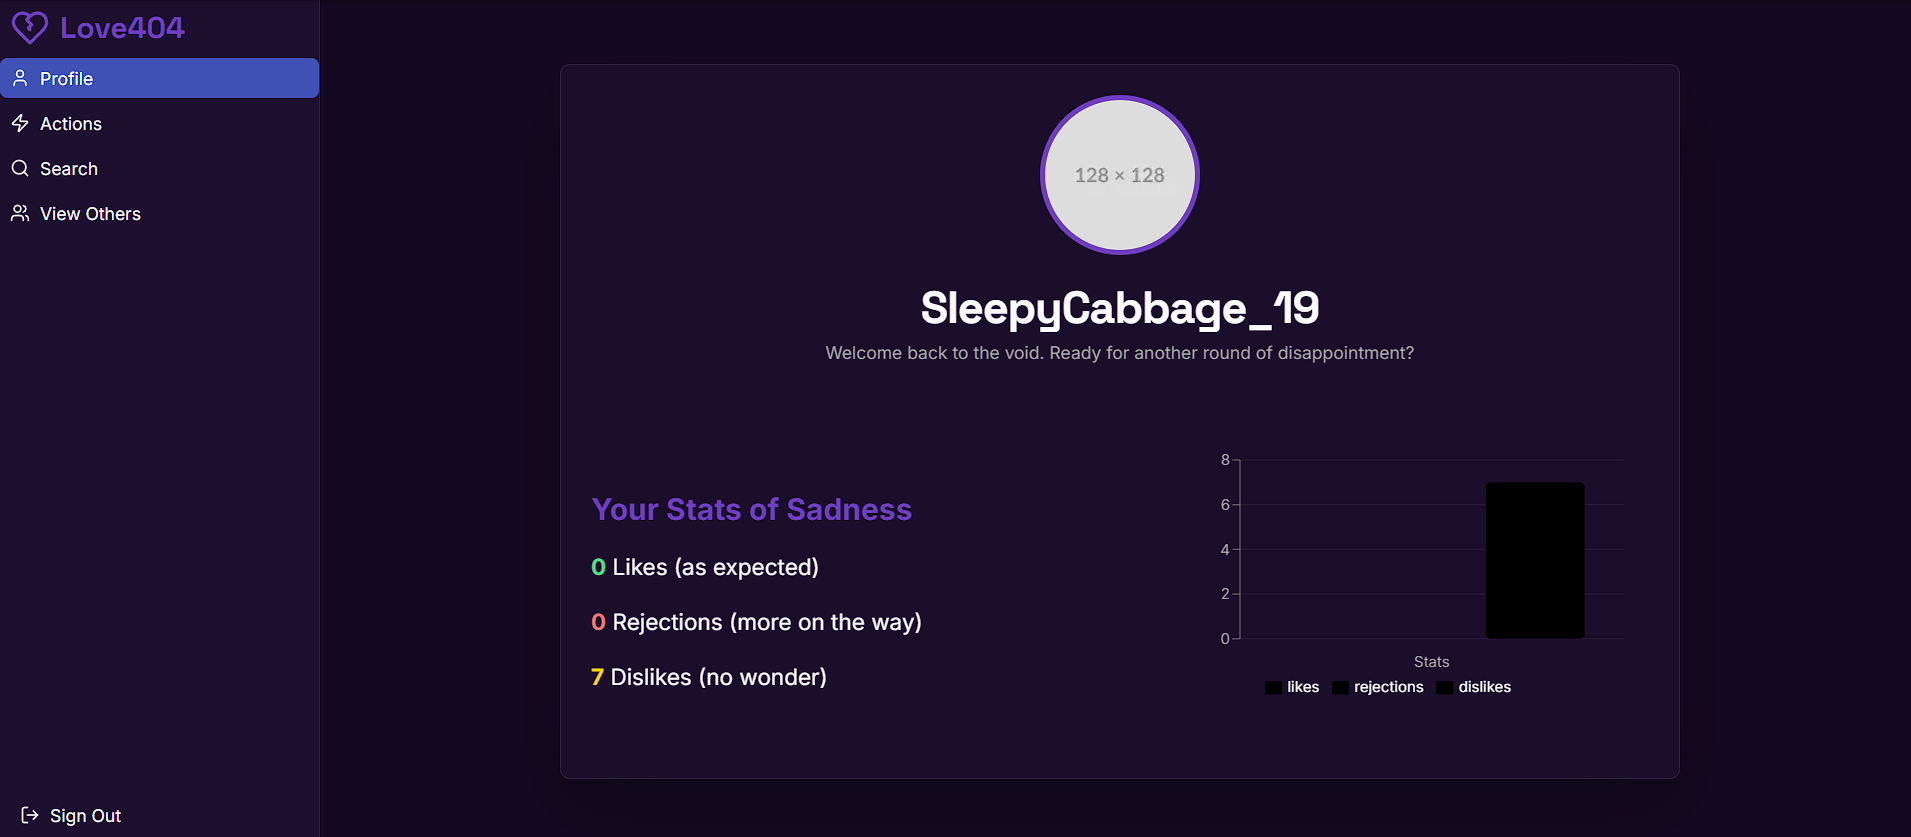 Love404
Profile
Actions
Search
View Others
Sign Out
128 × 128
SleepyCabbage_19
Welcome back to the void. Ready for another round of disappointment?
Your Stats of Sadness
0 Likes (as expected)
0 Rejections (more on the way)
7 Dislikes (no wonder)
8
6
4
2
0
Stats
likes rejections dislikes